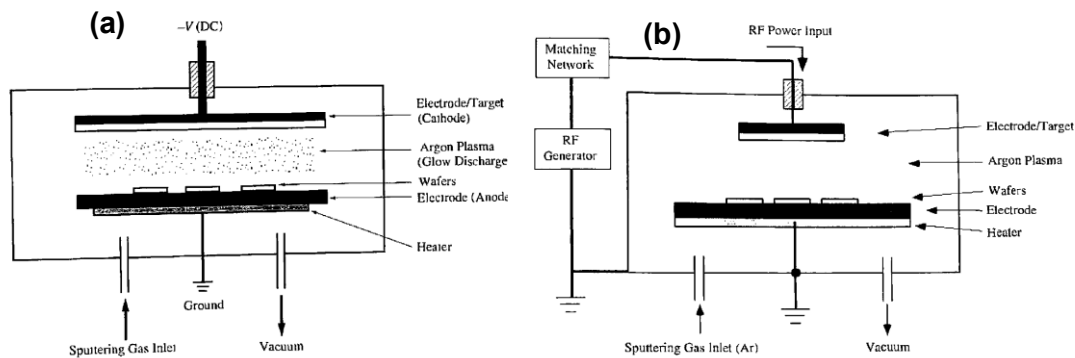 (a)
–V (DC)
Electrode/Target
(Cathode)
Argon Plasma
(Glow Discharge
Wafers
Electrode (Anode
Heater
Ground
Sputtering Gas Inlet
Vacuum
(b)
RF Power Input
Matching
Network
RF
Generator
Electrode/Target
Argon Plasma
Wafers
Electrode
Heater
Sputtering Gas Inlet (Ar)
Vacuum